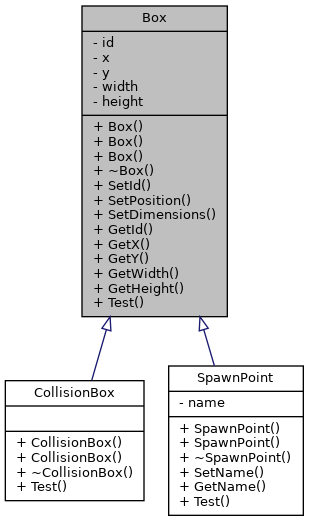 Box
- id
- x
- y
- width
- height
+ Box()
+ Box()
+ Box()
+ ~Box()
+ SetId()
+ SetPosition()
+ SetDimensions()
+ GetId()
+ GetX()
+ GetY()
+ GetWidth()
+ GetHeight()
+ Test()
CollisionBox
+ CollisionBox()
+ CollisionBox()
+ ~CollisionBox()
+ Test()
SpawnPoint
- name
+ SpawnPoint()
+ SpawnPoint()
+ ~SpawnPoint()
+ SetName()
+ GetName()
+ Test()